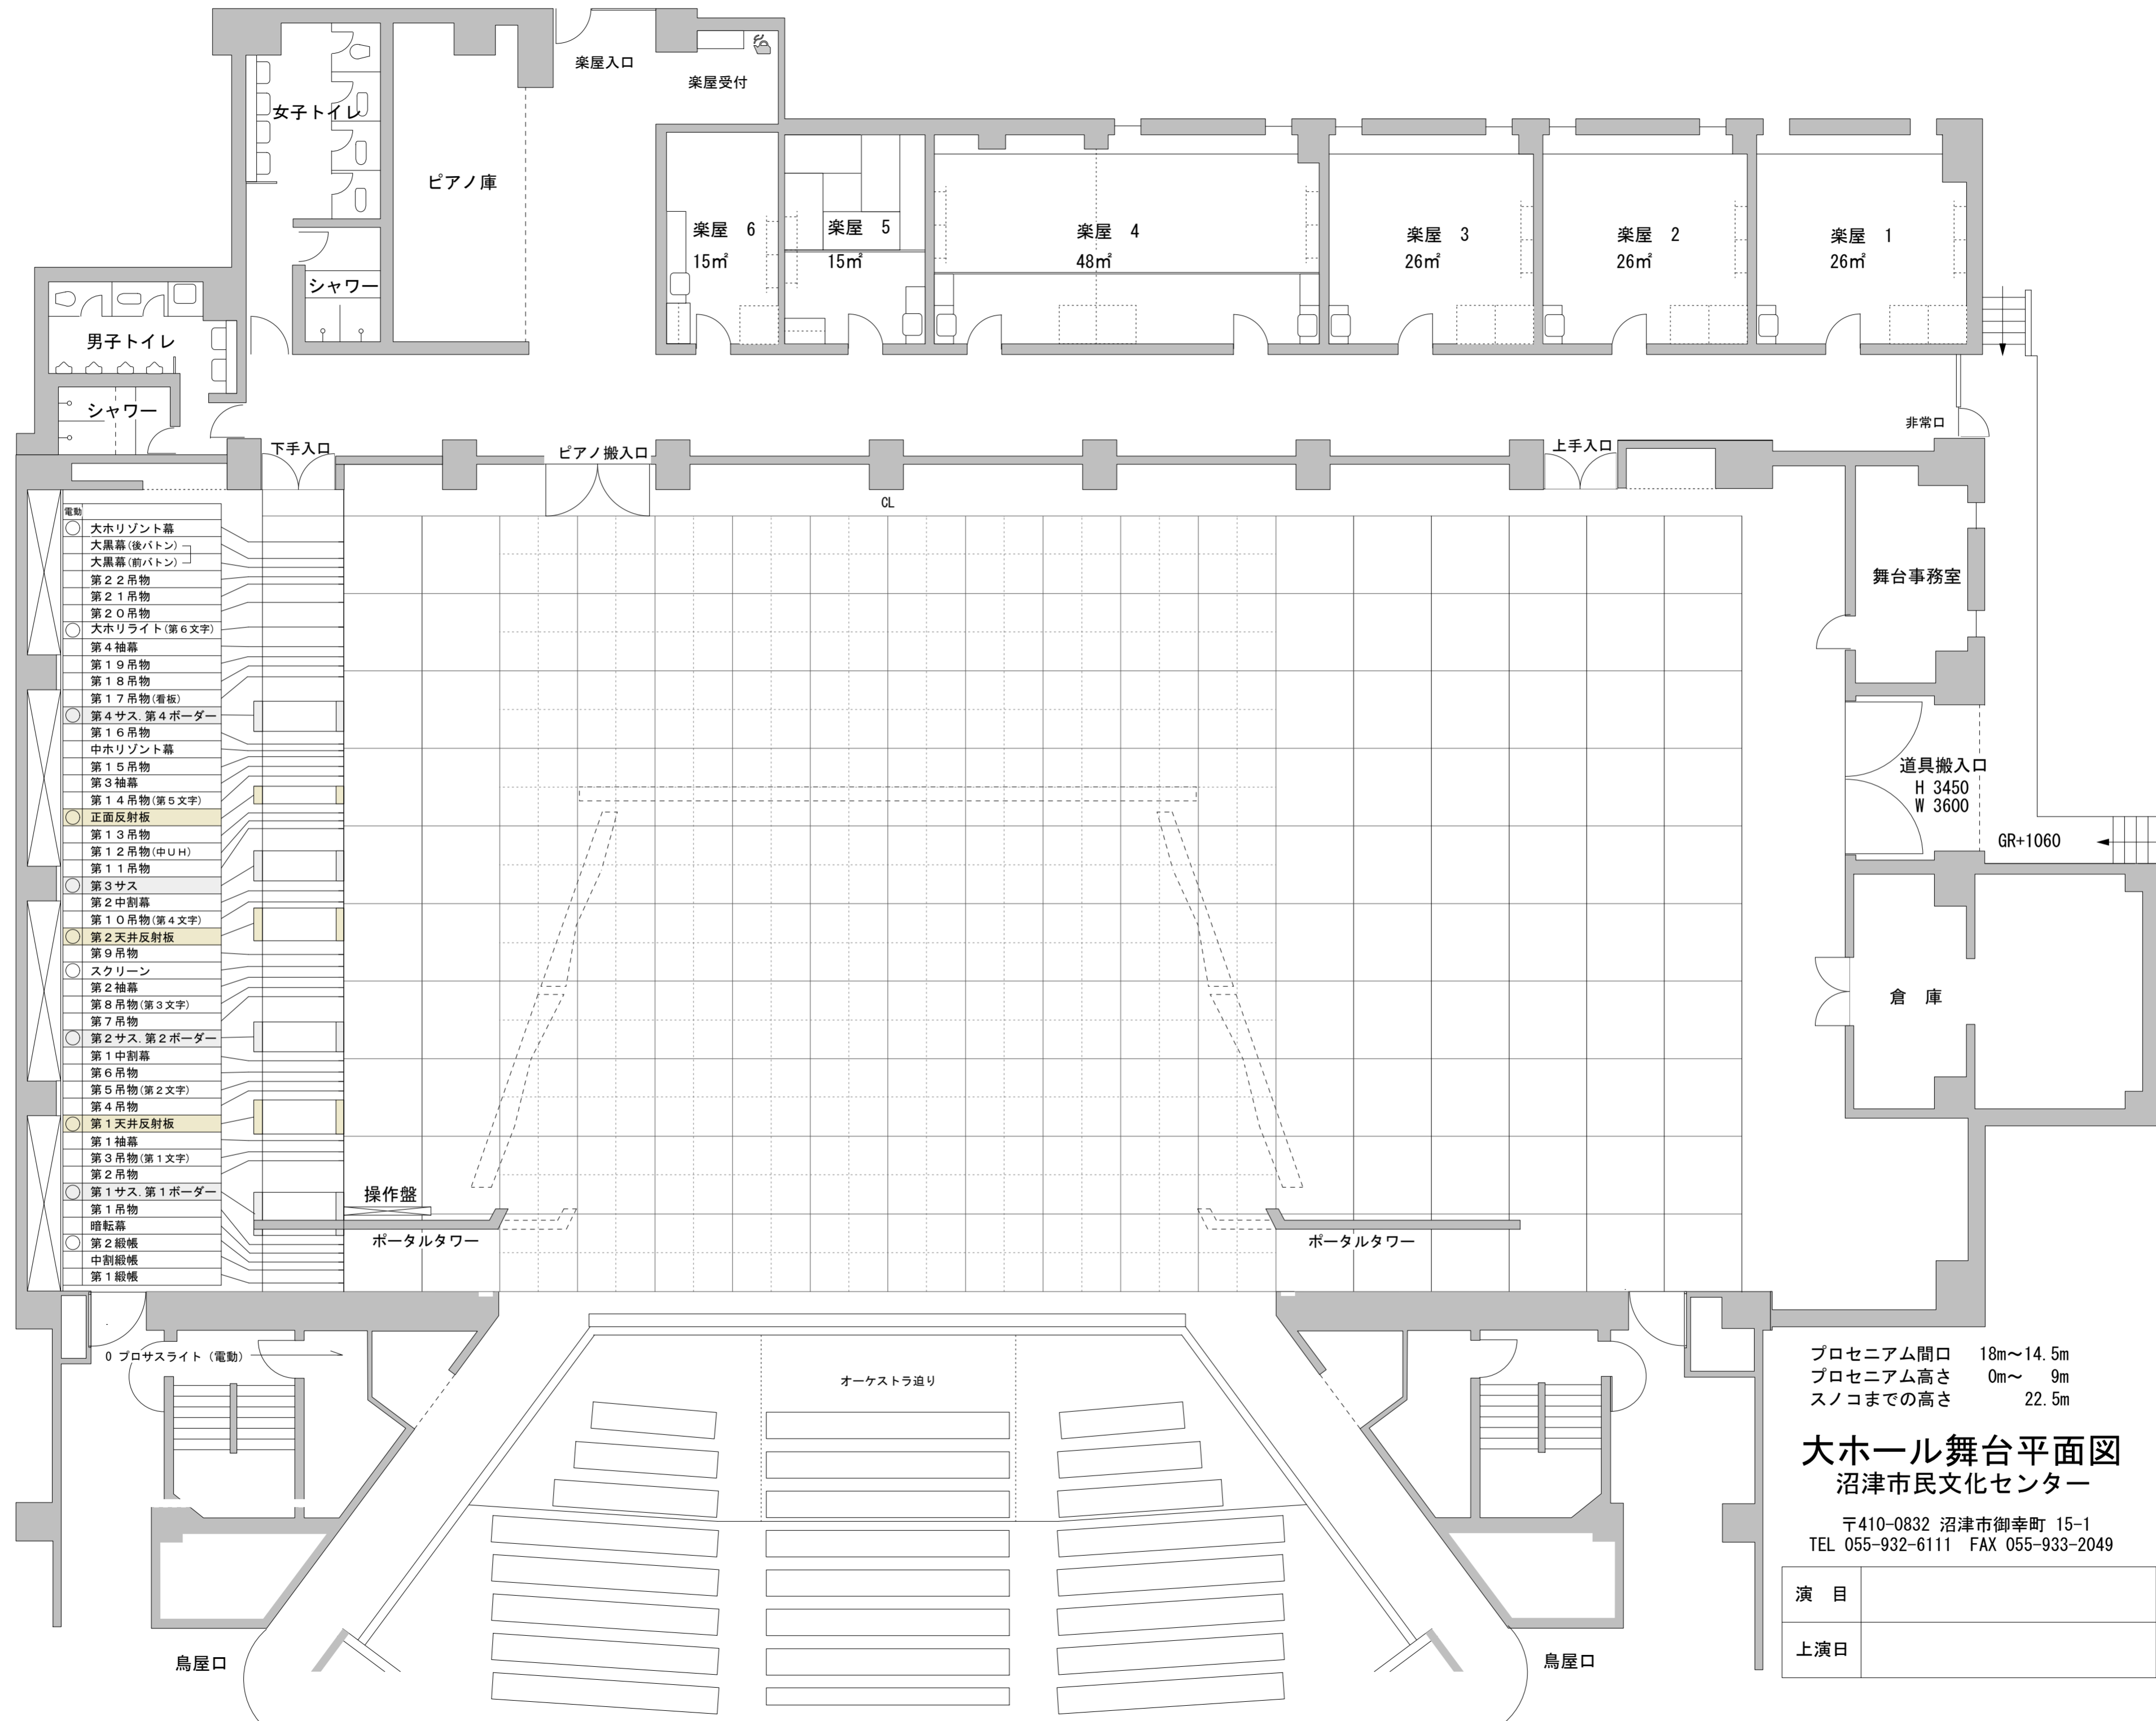 楽屋入口
楽屋受付
女子トイレ
ピアノ庫
シャワー
男子トイレ
シャワー
楽屋　6
15㎡
楽屋　5
15㎡
楽屋　4
48㎡
楽屋　3
26㎡
楽屋　2
26㎡
楽屋　1
26㎡
非常口
下手入口
ピアノ搬入口
上手入口
CL
電動
大ホリゾント幕
大黒幕(後バトン)
大黒幕(前バトン)
第22吊物
第21吊物
第20吊物
大ホリライト(第6文字)
第4袖幕
第19吊物
第18吊物
第17吊物(看板)
第4サス.第4ボーダー
第16吊物
中ホリゾント幕
第15吊物
第3袖幕
第14吊物(第5文字)
正面反射板
第13吊物
第12吊物(中UH)
第11吊物
第3サス
第2中割幕
第10吊物(第4文字)
第2天井反射板
第9吊物
スクリーン
第2袖幕
第8吊物(第3文字)
第7吊物
第2サス.第2ボーダー
第1中割幕
第6吊物
第5吊物(第2文字)
第4吊物
第1天井反射板
第1袖幕
第3吊物(第1文字)
第2吊物
第1サス.第1ボーダー
第1吊物
暗転幕
第2緞帳
中割緞帳
第1緞帳
舞台事務室
道具搬入口
H 3450
W 3600
GR+1060
倉　庫
操作盤
ポータルタワー
ポータルタワー
0 プロサスライト（電動）
オーケストラ迫り
鳥屋口
鳥屋口
プロセニアム間口　18m～14.5m
プロセニアム高さ　0m～　9m
スノコまでの高さ　22.5m
大ホール舞台平面図
沼津市民文化センター
〒410-0832 沼津市御幸町 15-1
TEL 055-932-6111　FAX 055-933-2049
演　目
上演日